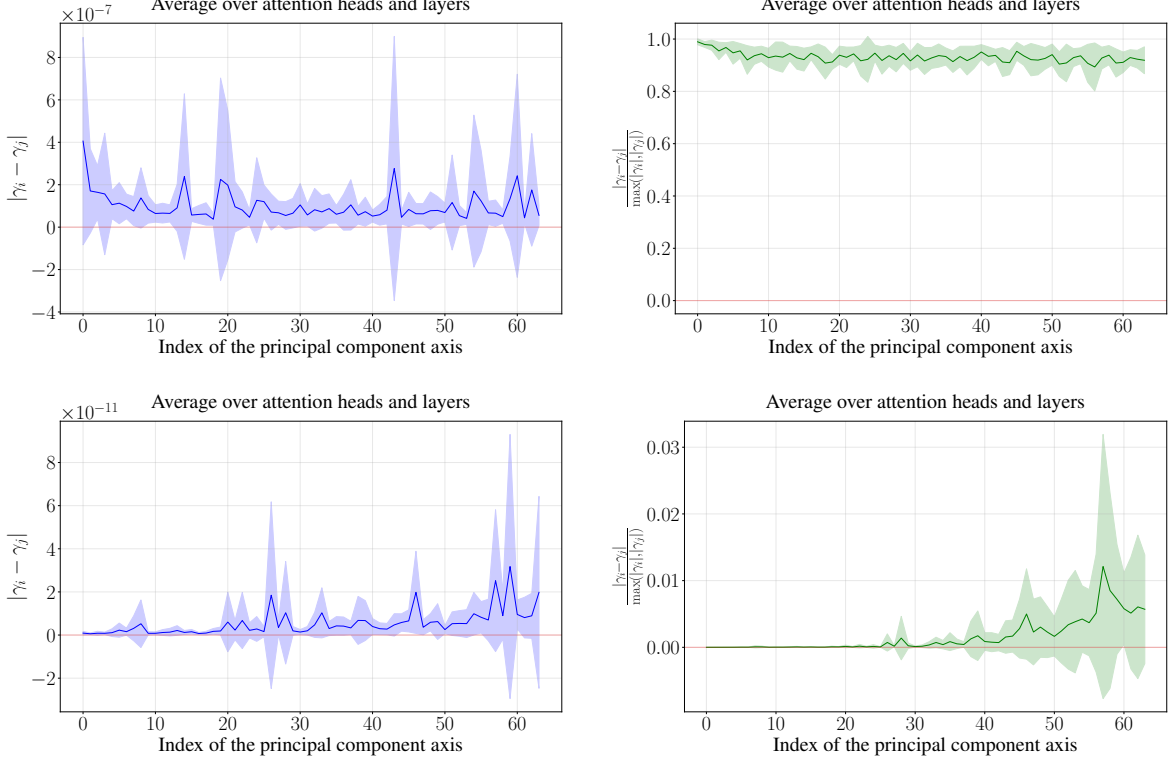 Average over attention heads and layers
×10⁻⁷
|γᵢ − γⱼ|
8
6
4
2
0
−2
−4
0 10 20 30 40 50 60
Index of the principal component axis
Average over attention heads and layers
|γᵢ−γⱼ|
max(|γᵢ|,|γⱼ|)
1.0
0.8
0.6
0.4
0.2
0.0
0 10 20 30 40 50 60
Index of the principal component axis
Average over attention heads and layers
×10⁻¹¹
|γᵢ − γⱼ|
8
6
4
2
0
−2
0 10 20 30 40 50 60
Index of the principal component axis
Average over attention heads and layers
|γᵢ−γⱼ|
max(|γᵢ|,|γⱼ|)
0.03
0.02
0.01
0.00
0 10 20 30 40 50 60
Index of the principal component axis